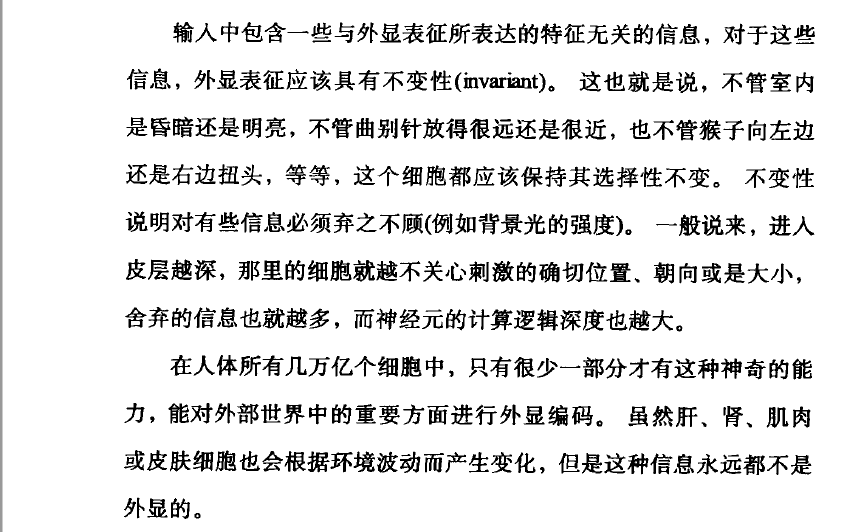 输入中包含一些与外显表征所表达的特征无关的信息，对于这些
信息，外显表征应该具有不变性(invariant)。 这也就是说，不管室内
是昏暗还是明亮，不管曲别针放得很远还是很近，也不管猴子向左边
还是右边扭头，等等，这个细胞都应该保持其选择性不变。 不变性
说明对有些信息必须弃之不顾(例如背景光的强度)。 一般说来，进入
皮层越深，那里的细胞就越不关心刺激的确切位置、朝向或是大小，
舍弃的信息也就越多，而神经元的计算逻辑深度也越大。
在人体所有几万亿个细胞中，只有很少一部分才有这种神奇的能
力，能对外部世界中的重要方面进行外显编码。 虽然肝、肾、肌肉
或皮肤细胞也会根据环境波动而产生变化，但是这种信息永远都不是
外显的。